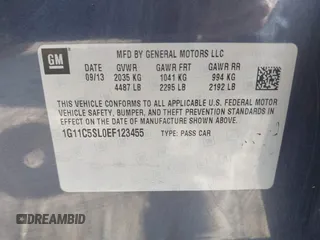 GM
MFD BY GENERAL MOTORS LLC
DATE GVWR GAWR FRT GAWR RR
09/13 2035 KG 1041 KG 994 KG
4487 LB 2295 LB 2192 LB
THIS VEHICLE CONFORMS TO ALL APPLICABLE U.S. FEDERAL MOTOR
VEHICLE SAFETY, BUMPER, AND THEFT PREVENTION STANDARDS IN
EFFECT ON THE DATE OF MANUFACTURE SHOWN ABOVE.
1G11C5SL0EF123455 TYPE: PASS CAR
DREAMBID